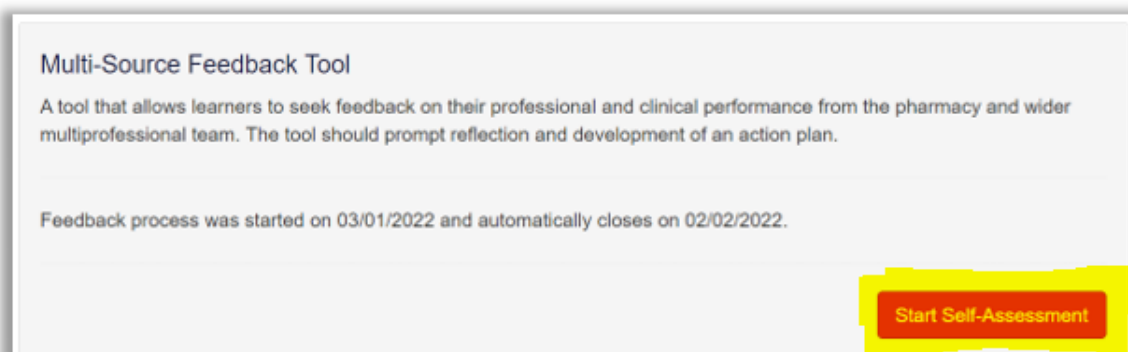 Multi-Source Feedback Tool
A tool that allows learners to seek feedback on their professional and clinical performance from the pharmacy and wider
multiprofessional team. The tool should prompt reflection and development of an action plan.
Feedback process was started on 03/01/2022 and automatically closes on 02/02/2022.
Start Self-Assessment